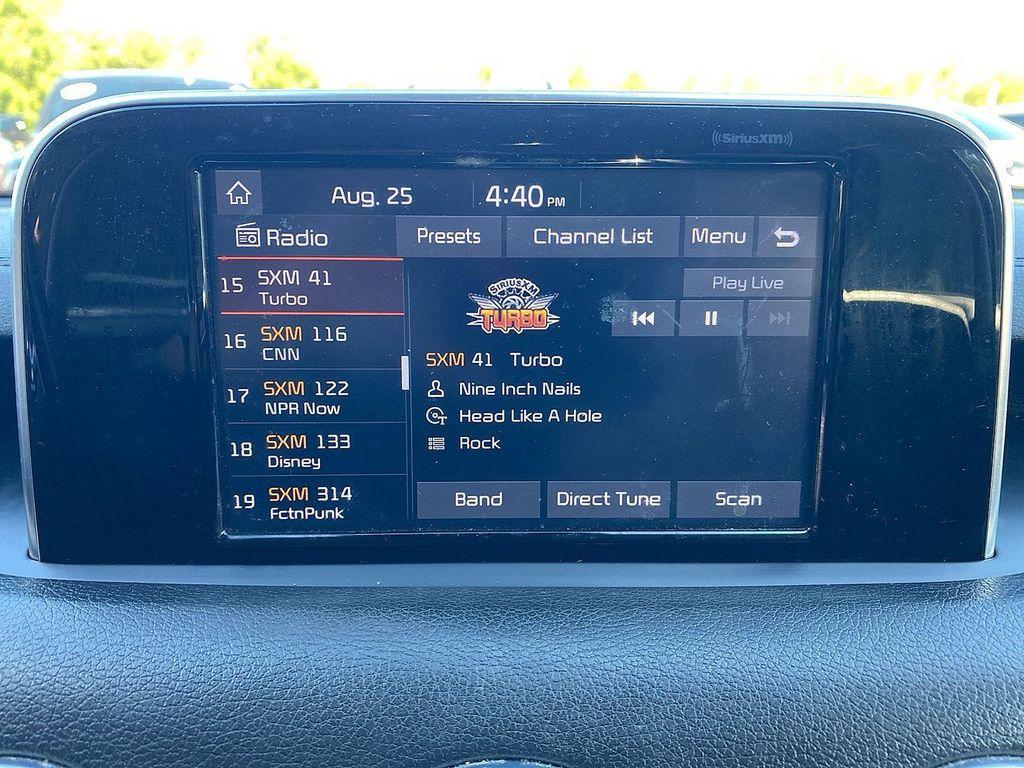 SiriusXM
Aug. 25 4:40 PM
Radio Presets Channel List Menu
15 SXM 41
Turbo
16 SXM 116
CNN
17 SXM 122
NPR Now
18 SXM 133
Disney
19 SXM 314
FctnPunk
Play Live
SIRIUSXM
TURBO
SXM 41 Turbo
Nine Inch Nails
Head Like A Hole
Rock
Band Direct Tune Scan